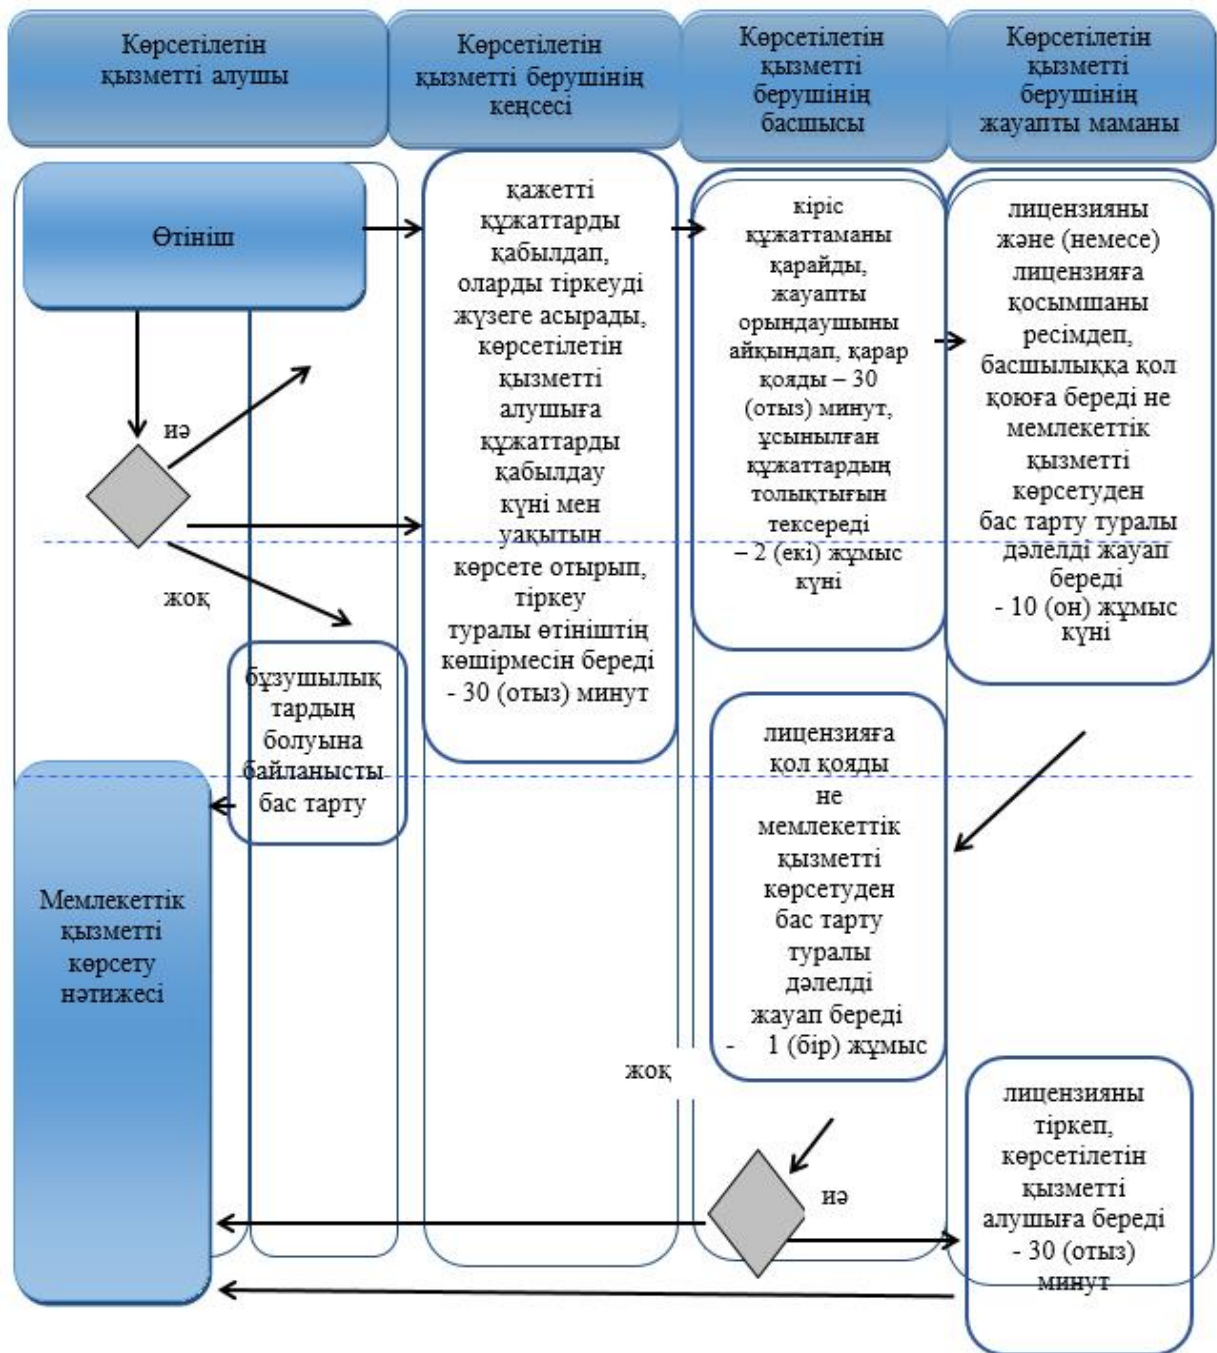 Көрсетілетін
қызметті алушы
Көрсетілетін
қызметті берушінің
кеңсесі
Көрсетілетін
қызметті
берушінің
басшысы
Көрсетілетін
қызметті
берушінің
жауапты маманы
Өтініш
иә
жоқ
бұзушылық
тардың
болуына
байланысты
бас тарту
Мемлекеттік
қызметті
көрсету
нәтижесі
қажетті
құжаттарды
қабылдап,
оларды тіркеуді
жүзеге асырады,
көрсетілетін
қызметті
алушыға
құжаттарды
қабылдау
күні мен
уақытын
көрсете отырып,
тіркеу
туралы өтініштің
көшірмесін береді
- 30 (отыз) минут
кіріс
құжаттаманы
қарайды,
жауапты
орындаушыны
айқындап, қарар
қояды – 30
(отыз) минут,
ұсынылған
құжаттардың
толықтығын
тексереді
– 2 (екі) жұмыс
күні
лицензияны
және (немесе)
лицензияға
қосымшаны
ресімдеп,
басшылыққа қол
қоюға береді не
мемлекеттік
қызметті
көрсетуден
бас тарту туралы
дәлелді жауап
береді
- 10 (он) жұмыс
күні
лицензияға
қол қояды
не
мемлекеттік
қызметті
көрсетуден
бас тарту
туралы
дәлелді
жауап береді
- 1 (бір) жұмыс
жоқ
иә
лицензияны
тіркеп,
көрсетілетін
қызметті
алушыға береді
- 30 (отыз)
минут